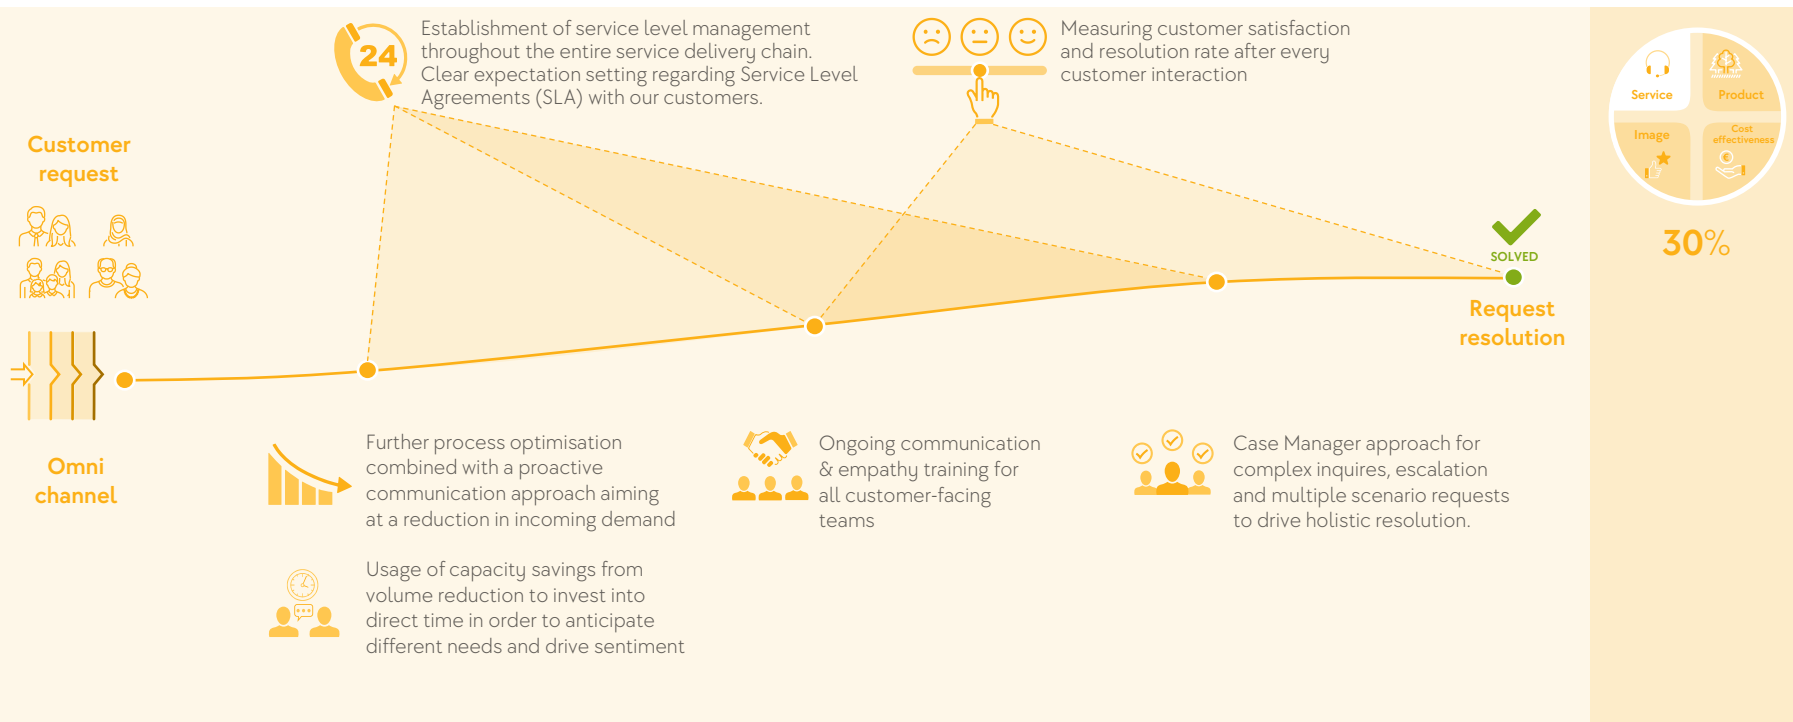 Establishment of service level management
throughout the entire service delivery chain.
Clear expectation setting regarding Service Level
Agreements (SLA) with our customers.
24
Measuring customer satisfaction
and resolution rate after every
customer interaction
Customer
request
Omni
channel
SOLVED
Request
resolution
Further process optimisation
combined with a proactive
communication approach aiming
at a reduction in incoming demand
Usage of capacity savings from
volume reduction to invest into
direct time in order to anticipate
different needs and drive sentiment
Ongoing communication
& empathy training for
all customer-facing
teams
Case Manager approach for
complex inquires, escalation
and multiple scenario requests
to drive holistic resolution.
Service
Product
Image
Cost
effectiveness
€
30%